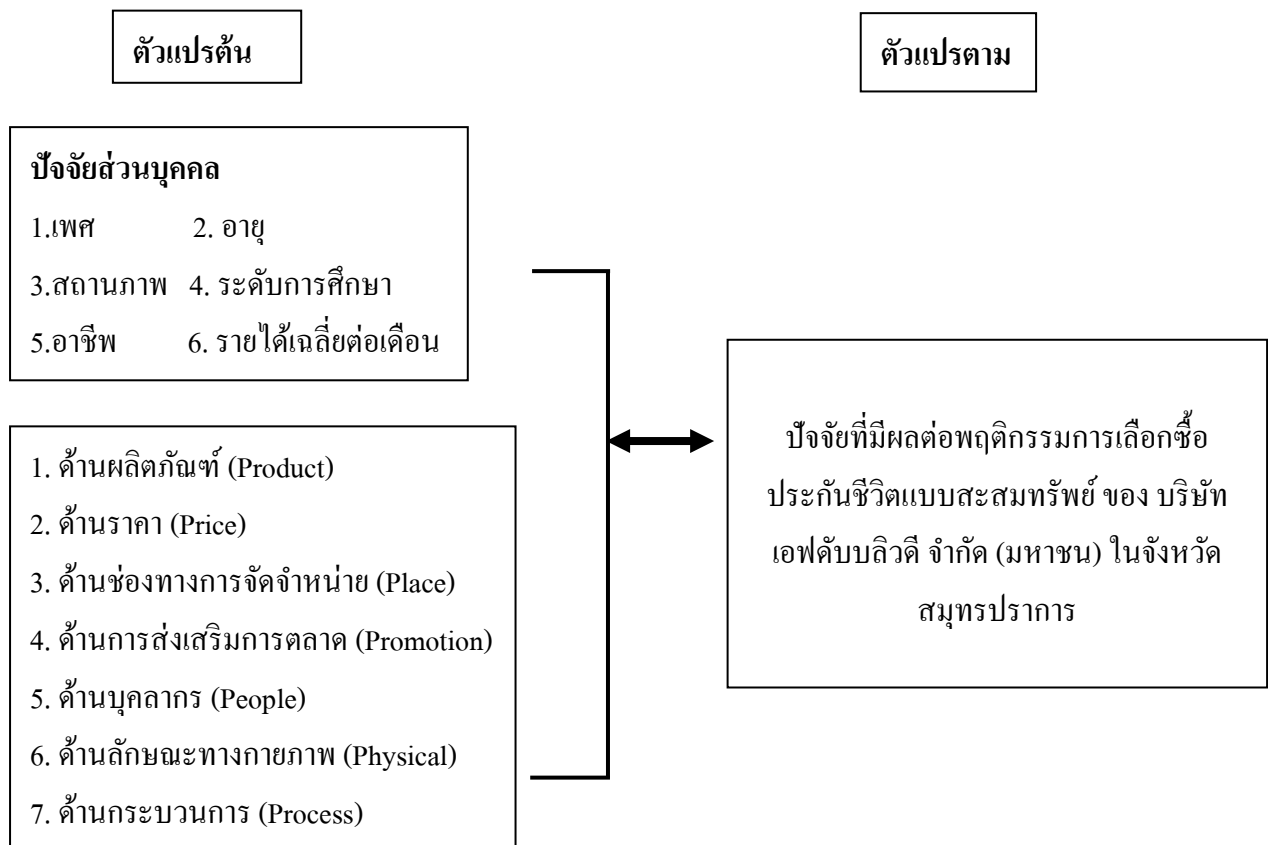 ตัวแปรต้น
ตัวแปรตาม
ปัจจัยส่วนบุคคล
1.เพศ 2. อายุ
3.สถานภาพ 4. ระดับการศึกษา
5.อาชีพ 6. รายได้เฉลี่ยต่อเดือน
1. ด้านผลิตภัณฑ์ (Product)
2. ด้านราคา (Price)
3. ด้านช่องทางการจัดจำหน่าย (Place)
4. ด้านการส่งเสริมการตลาด (Promotion)
5. ด้านบุคลากร (People)
6. ด้านลักษณะทางกายภาพ (Physical)
7. ด้านกระบวนการ (Process)
ปัจจัยที่มีผลต่อพฤติกรรมการเลือกซื้อ
ประกันชีวิตแบบสะสมทรัพย์ ของ บริษัท
เอฟดับบลิวดี จำกัด (มหาชน) ในจังหวัด
สมุทรปราการ